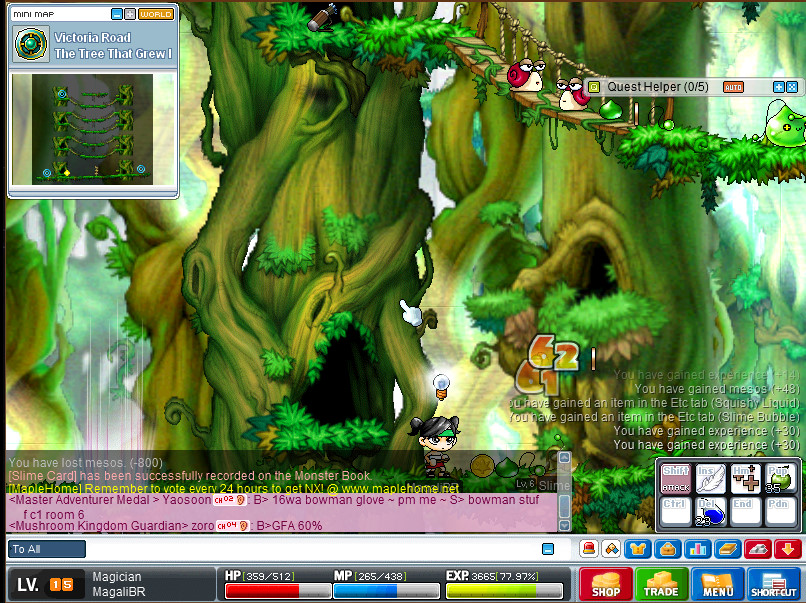 MINI MAP
WORLD
Victoria Road
The Tree That Grew I
Quest Helper (0/5)
AUTO
62
61
You have gained experience (+34)
You have gained mesos (+48)
ou have gained an item in the Etc tab (Squishy Liquid)
You have gained an item in the Etc tab (Slime Bubble)
You have gained experience (+30)
You have gained experience (+30)
You have lost mesos. (-800)
[Slime Card] has been successfully recorded on the Monster Book.
[MapleHome] Remember to vote every 24 hours to get NX! @ www.maplehome.net
<Master Adventurer Medal > Yaosoon CH 02 : B> 16wa bowman glove ~ pm me ~ S> bowman stuf
f c1 room 6
<Mushroom Kingdom Guardian> zoro CH 04 : B>GFA 60%
Lv.6 Slime
Shift Ins Hm Pup
ATTACK 35
Ctrl Del End Pdn
23
To All
LV. 15
Magician
MagaliBR
HP [359/512] MP [265/438] EXP. 3665[77.97%]
SHOP TRADE MENU SHORT CUT